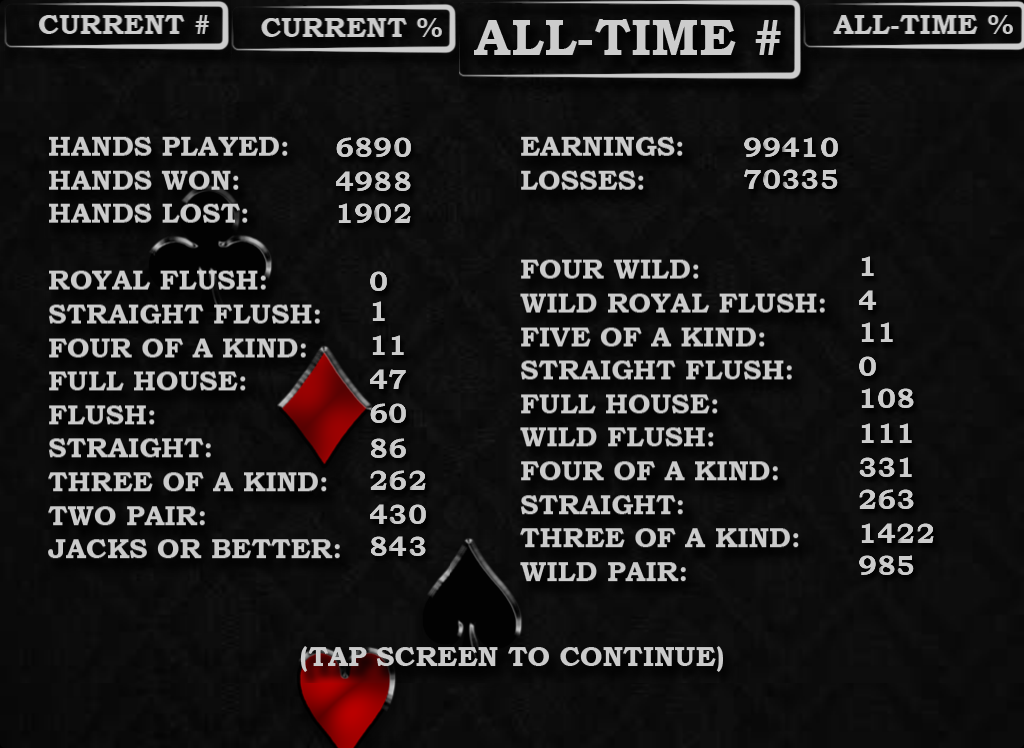 CURRENT #
CURRENT %
ALL-TIME #
ALL-TIME %
HANDS PLAYED: 6890
HANDS WON: 4988
HANDS LOST: 1902
EARNINGS: 99410
LOSSES: 70335
ROYAL FLUSH: 0
STRAIGHT FLUSH: 1
FOUR OF A KIND: 11
FULL HOUSE: 47
FLUSH: 60
STRAIGHT: 86
THREE OF A KIND: 262
TWO PAIR: 430
JACKS OR BETTER: 843
FOUR WILD: 1
WILD ROYAL FLUSH: 4
FIVE OF A KIND: 11
STRAIGHT FLUSH: 0
FULL HOUSE: 108
WILD FLUSH: 111
FOUR OF A KIND: 331
STRAIGHT: 263
THREE OF A KIND: 1422
WILD PAIR: 985
(TAP SCREEN TO CONTINUE)